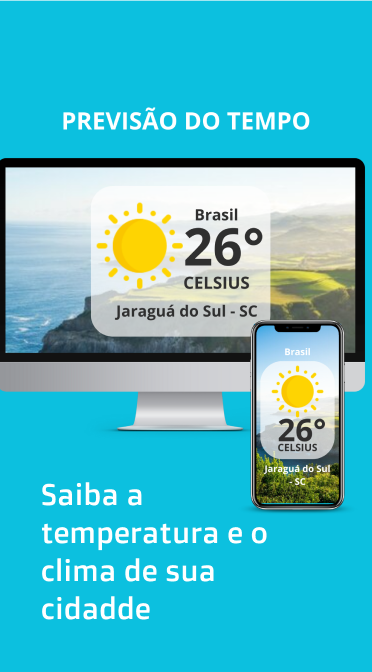 PREVISÃO DO TEMPO
Brasil
26°
CELSIUS
Jaraguá do Sul - SC
Brasil
26°
CELSIUS
Jaraguá do Sul
- SC
Saiba a
temperatura e o
clima de sua
cidadde